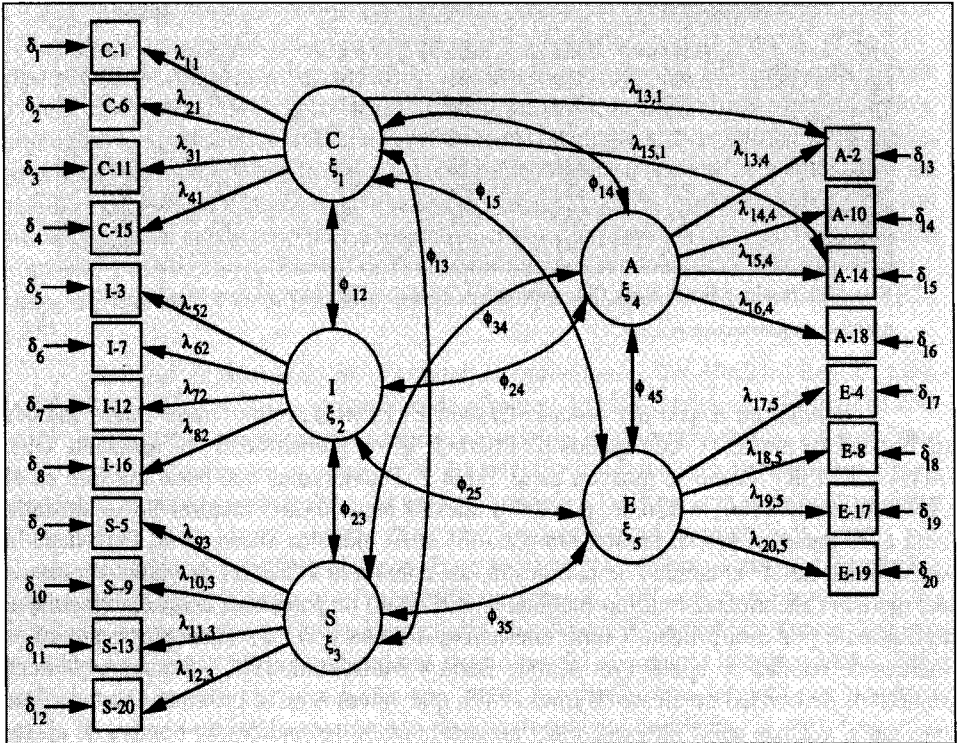 δ₁ C-1 λ₁₁
δ₂ C-6 λ₂₁
δ₃ C-11 λ₃₁
δ₄ C-15 λ₄₁
δ₅ I-3 λ₅₂
δ₆ I-7 λ₆₂
δ₇ I-12 λ₇₂
δ₈ I-16 λ₈₂
δ₉ S-5 λ₉₃
δ₁₀ S--9 λ₁₀,₃
δ₁₁ S-13 λ₁₁,₃
δ₁₂ S-20 λ₁₂,₃
C
ξ₁
I
ξ₂
S
ξ₃
ϕ₁₂
ϕ₂₃
ϕ₁₃
ϕ₁₅
ϕ₁₄
ϕ₃₄
ϕ₂₄
ϕ₂₅
ϕ₃₅
ϕ₄₅
A
ξ₄
E
ξ₅
λ₁₃,₁
λ₁₅,₁
λ₁₃,₄ A-2 δ₁₃
λ₁₄,₄ A-10 δ₁₄
λ₁₅,₄ A-14 δ₁₅
λ₁₆,₄ A-18 δ₁₆
λ₁₇,₅ E-4 δ₁₇
λ₁₈,₅ E-8 δ₁₈
λ₁₉,₅ E-17 δ₁₉
λ₂₀,₅ E-19 δ₂₀